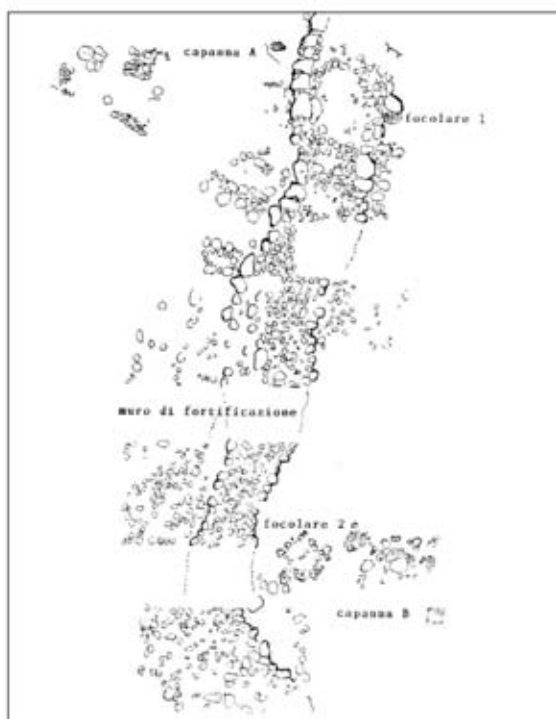 capanna A
focolare 1
muro di fortificazione
focolare 2 e
capanna B